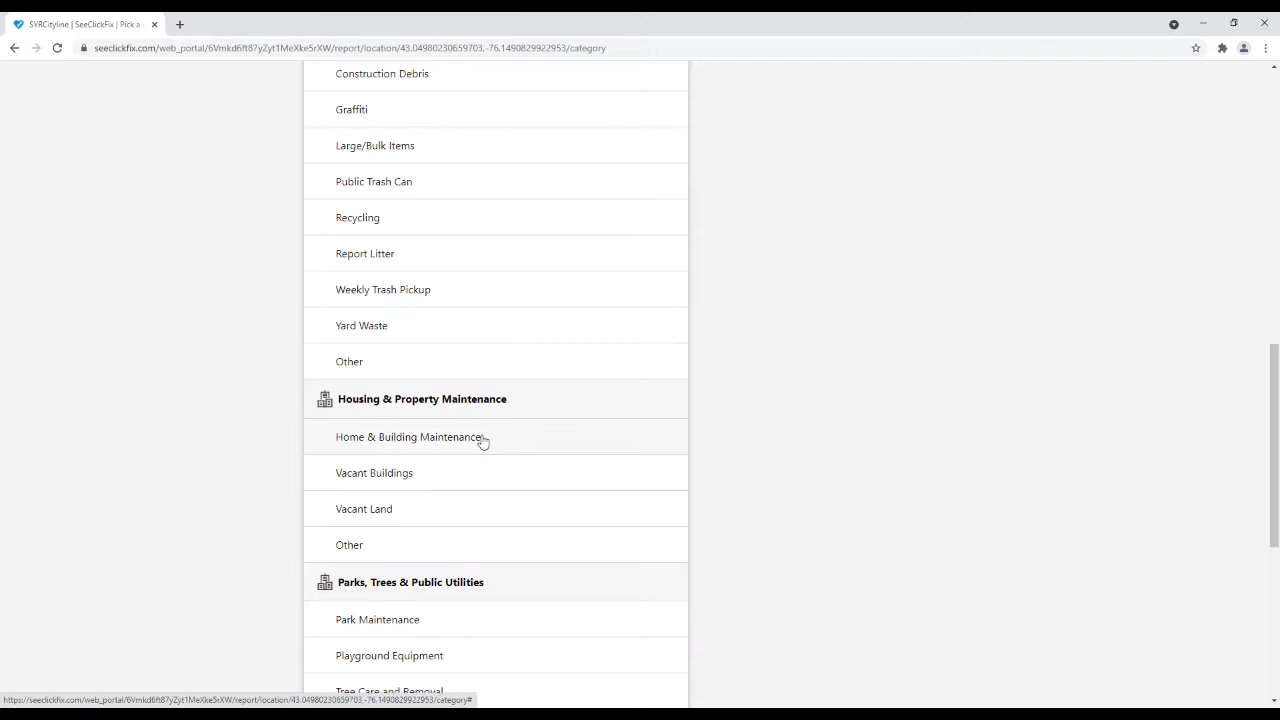 SYRCityline | SeeClickFix | Pick a
seeclickfix.com/web_portal/6Vmkd6ft87yZyt1MeXke5rXW/report/location/43.04980230659703,-76.1490829922953/category
Construction Debris
Graffiti
Large/Bulk Items
Public Trash Can
Recycling
Report Litter
Weekly Trash Pickup
Yard Waste
Other
Housing & Property Maintenance
Home & Building Maintenance
Vacant Buildings
Vacant Land
Other
Parks, Trees & Public Utilities
Park Maintenance
Playground Equipment
Tree Care and Removal
https://seeclickfix.com/web_portal/6Vmkd6ft87yZyt1MeXke5rXW/report/location/43.04980230659703,-76.1490829922953/category#